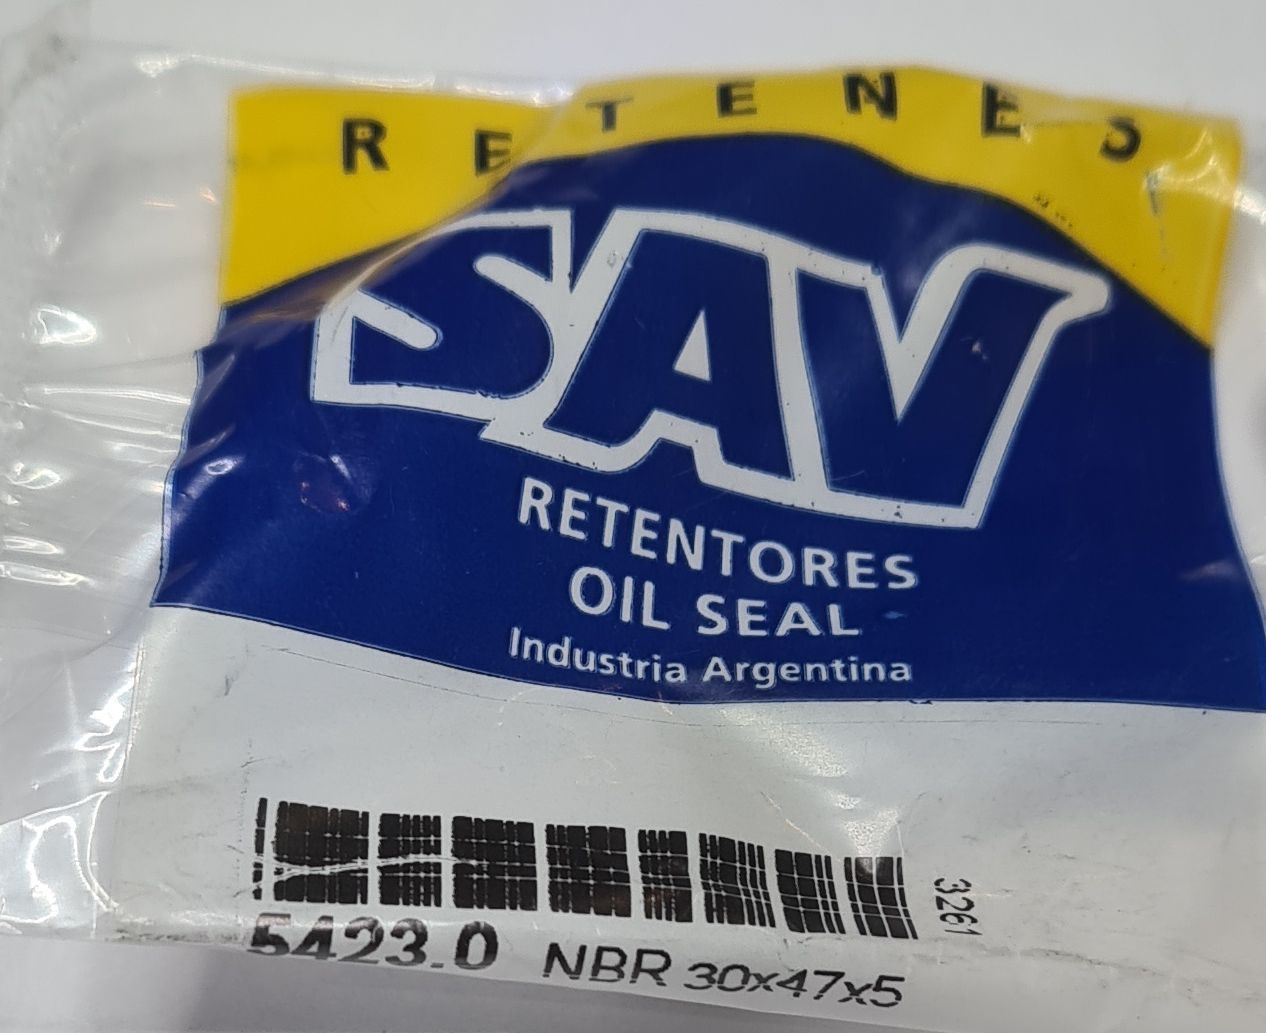 RETENES
SAV
RETENTORES
OIL SEAL
Industria Argentina
3261
5423.0 NBR 30x47x5